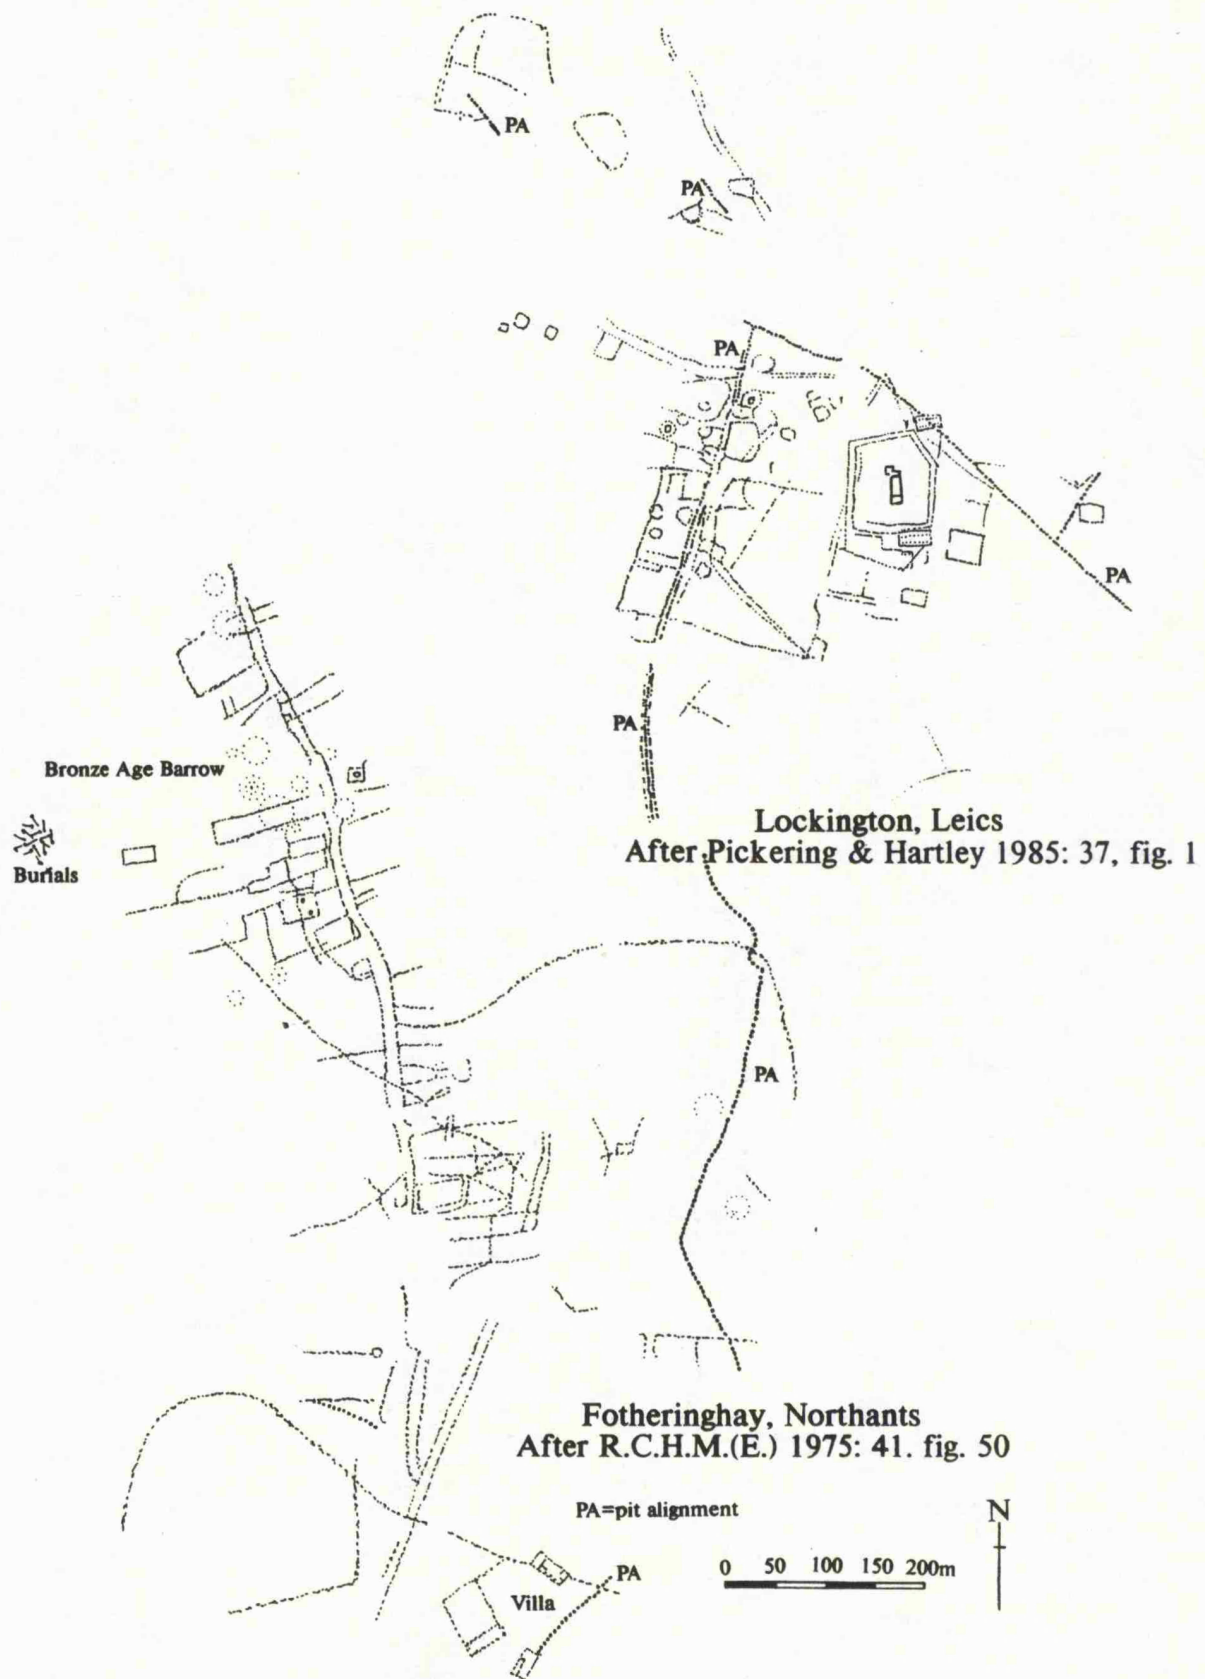 PA
PA
PA
PA
PA
Bronze Age Barrow
Burials
Lockington, Leics
After Pickering & Hartley 1985: 37, fig. 1
PA
Fotheringhay, Northants
After R.C.H.M.(E.) 1975: 41. fig. 50
PA=pit alignment
N
0 50 100 150 200m
PA
Villa